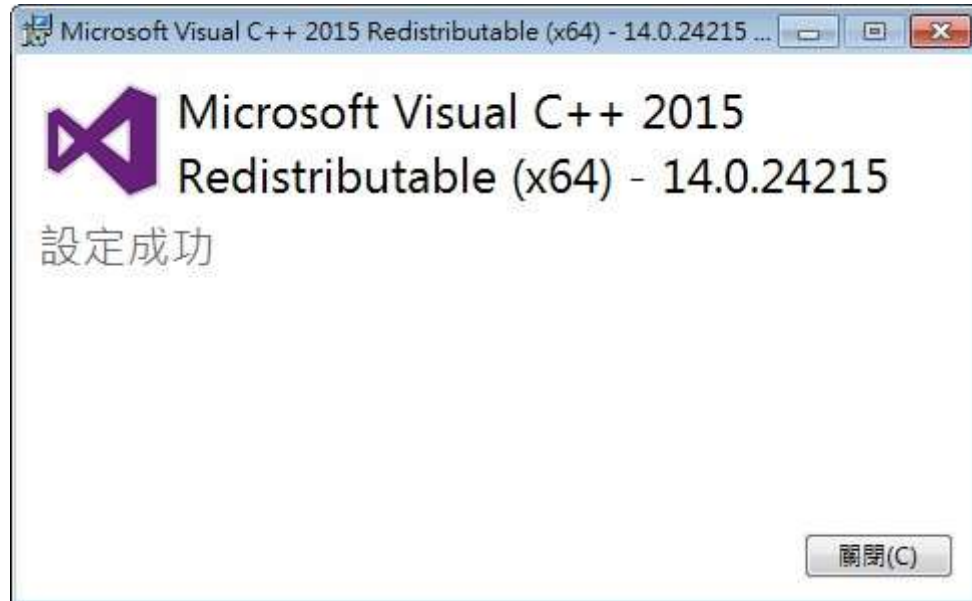 Microsoft Visual C++ 2015 Redistributable (x64) - 14.0.24215 ...
Microsoft Visual C++ 2015
Redistributable (x64) - 14.0.24215
設定成功
關閉(C)